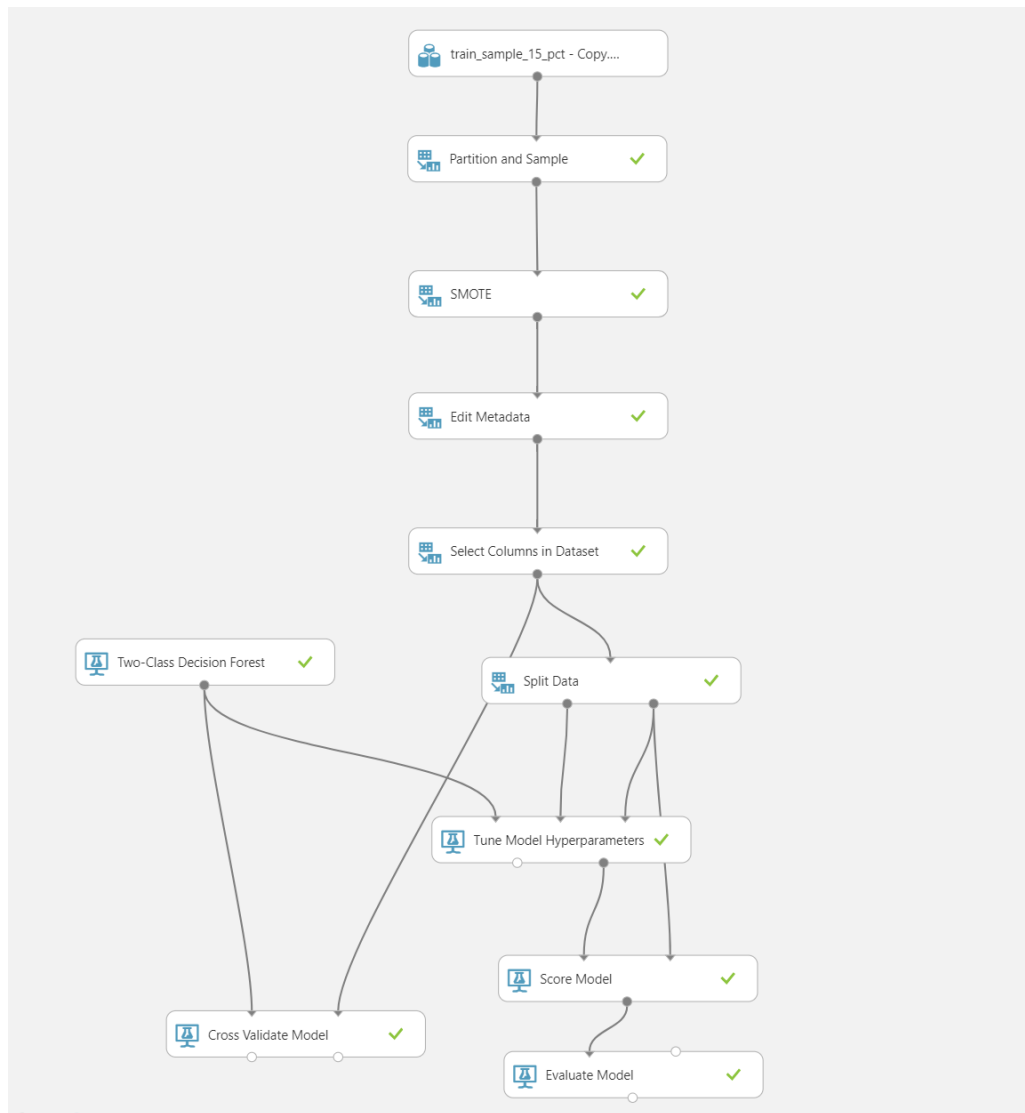 train_sample_15_pct - Copy....
Partition and Sample
SMOTE
Edit Metadata
Select Columns in Dataset
Two-Class Decision Forest
Split Data
Tune Model Hyperparameters
Score Model
Cross Validate Model
Evaluate Model